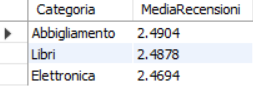 Categoria MediaRecensioni
Abbigliamento 2.4904
Libri 2.4878
Elettronica 2.4694